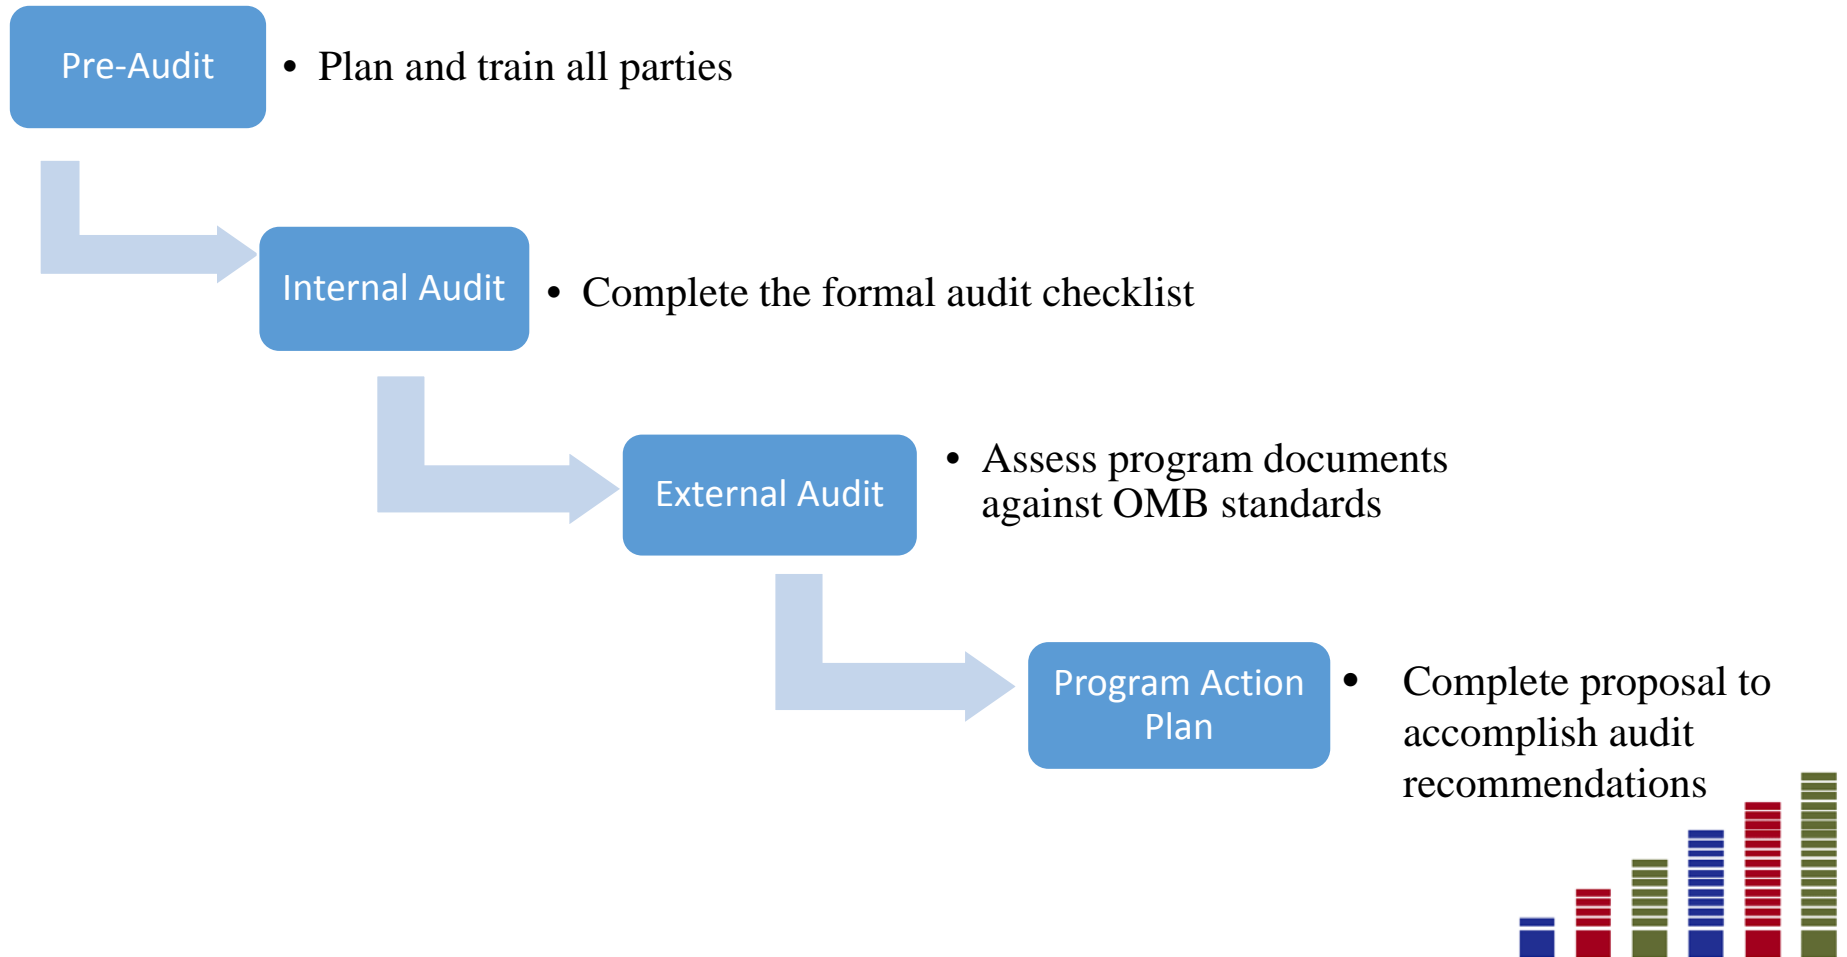 Pre-Audit
• Plan and train all parties
Internal Audit
• Complete the formal audit checklist
External Audit
• Assess program documents
against OMB standards
Program Action
Plan
• Complete proposal to
accomplish audit
recommendations